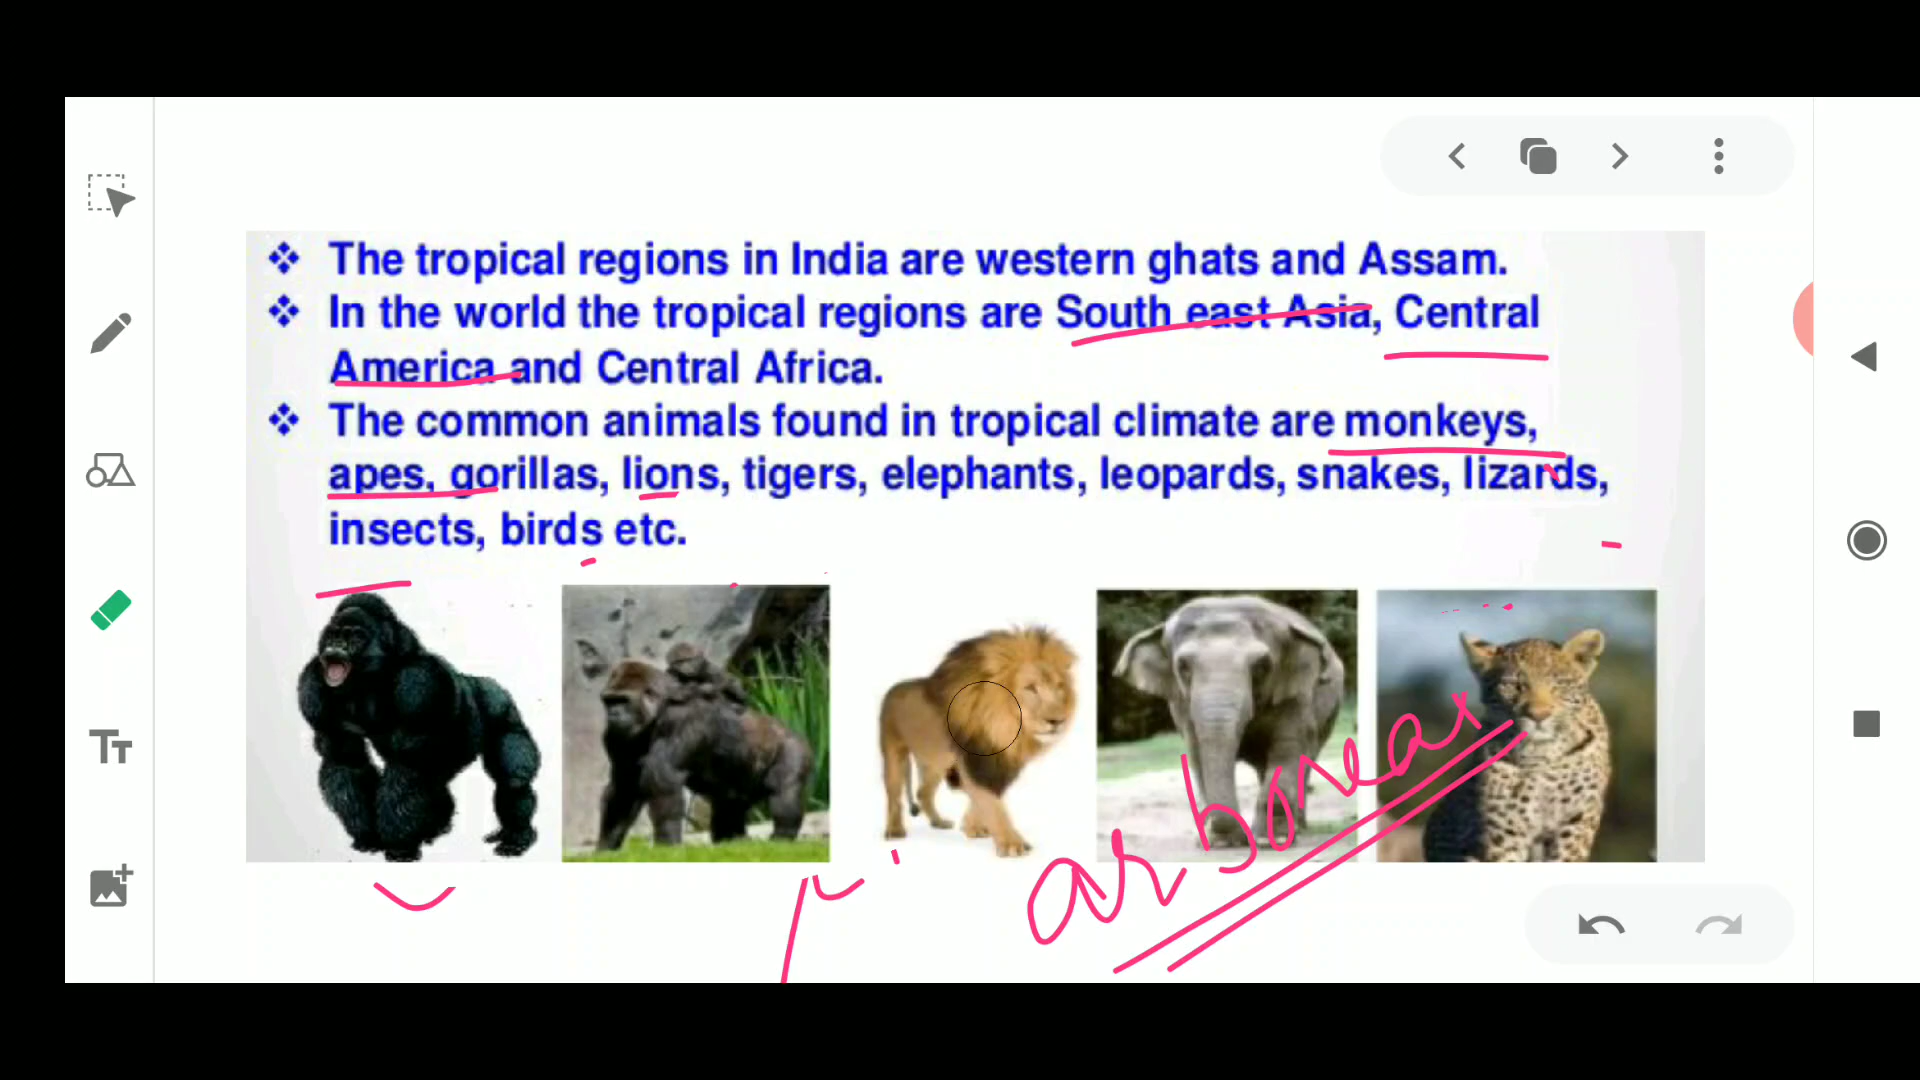 ❖ The tropical regions in India are western ghats and Assam.
❖ In the world the tropical regions are South east Asia, Central
America and Central Africa.
❖ The common animals found in tropical climate are monkeys,
apes, gorillas, lions, tigers, elephants, leopards, snakes, lizards,
insects, birds etc.
Tт